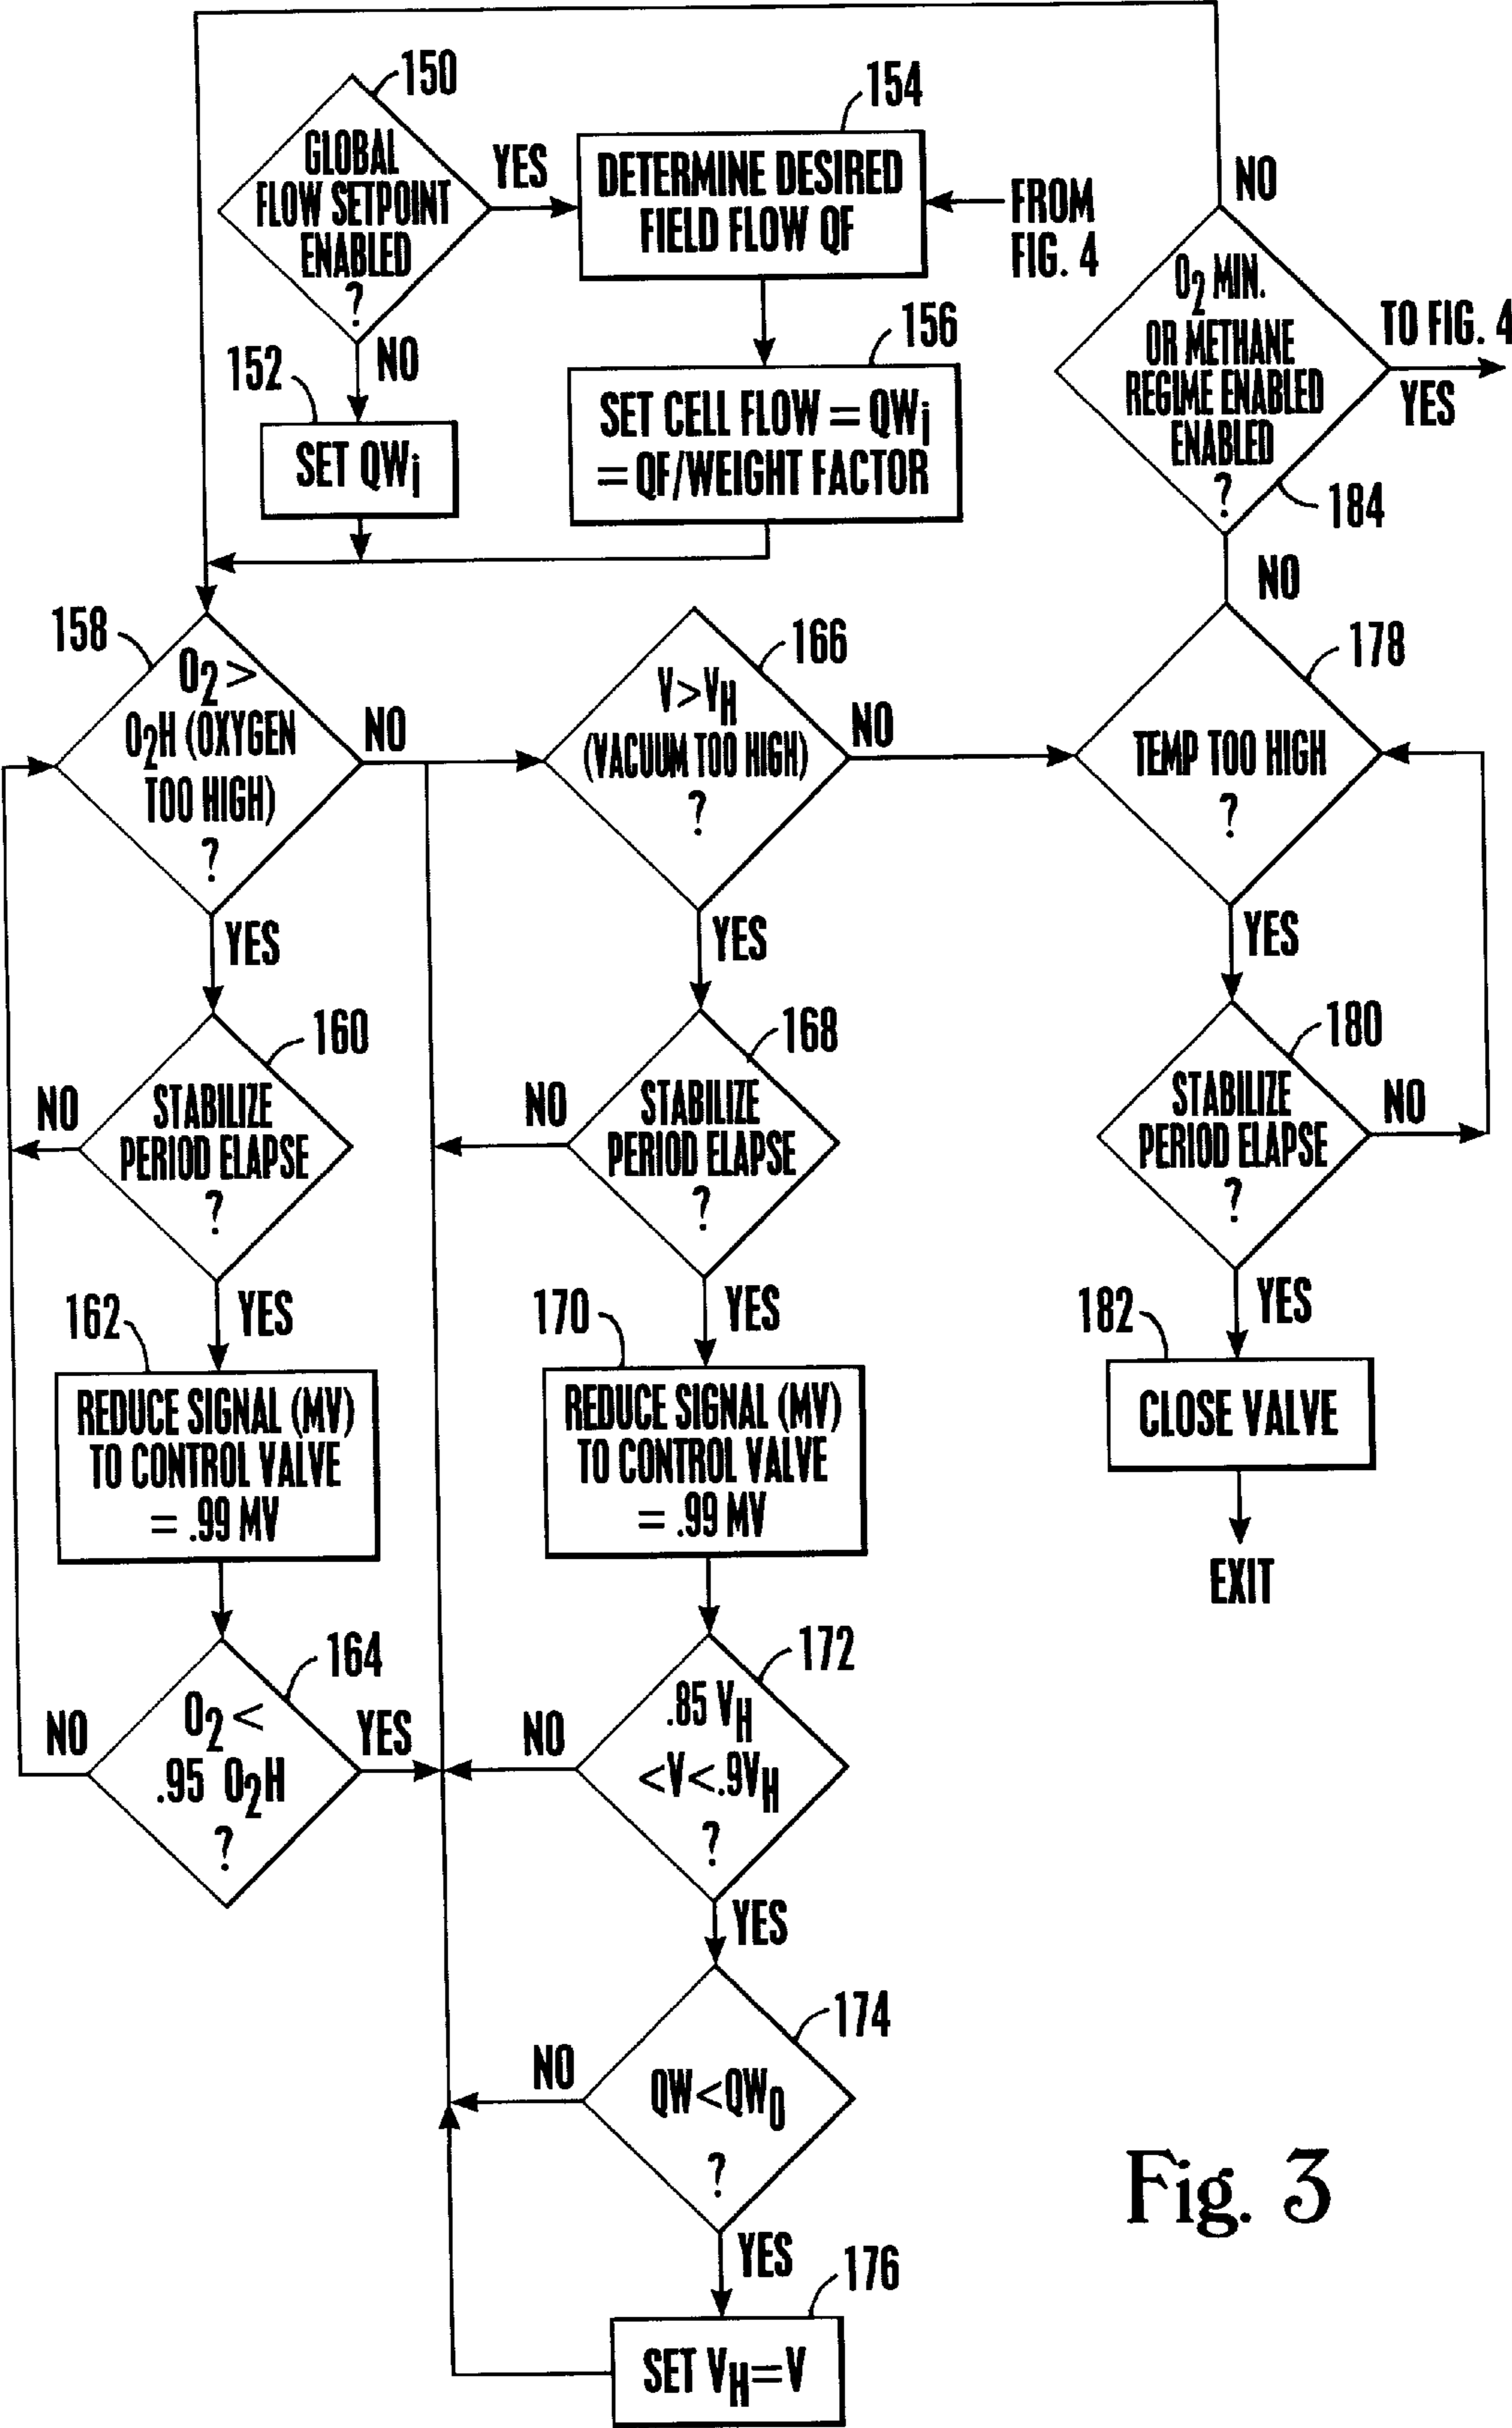 150
GLOBAL
FLOW SETPOINT
ENABLED
?
YES
NO
154
DETERMINE DESIRED
FIELD FLOW QF
FROM
FIG. 4
152
SET QWi
156
SET CELL FLOW = QWi
= QF/WEIGHT FACTOR
NO
O2 MIN.
OR METHANE
REGIME ENABLED
ENABLED
?
184
TO FIG. 4
YES
NO
158
O2 >
O2H (OXYGEN
TOO HIGH)
?
NO
YES
166
V>VH
(VACUUM TOO HIGH)
?
NO
YES
178
TEMP TOO HIGH
?
YES
160
STABILIZE
PERIOD ELAPSE
?
NO
YES
168
STABILIZE
PERIOD ELAPSE
?
NO
YES
180
STABILIZE
PERIOD ELAPSE
?
NO
YES
162
REDUCE SIGNAL (MV)
TO CONTROL VALVE
= .99 MV
170
REDUCE SIGNAL (MV)
TO CONTROL VALVE
= .99 MV
182
CLOSE VALVE
EXIT
164
O2 <
.95 O2H
?
NO
YES
172
.85 VH
<V<.9VH
?
NO
YES
174
QW<QW0
?
NO
YES
176
SET VH=V
Fig. 3